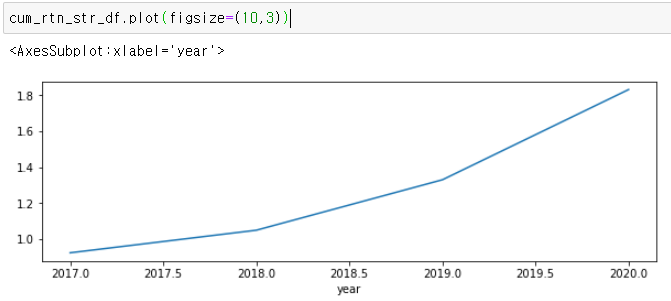 cum_rtn_str_df.plot(figsize=(10,3))
<AxesSubplot:xlabel='year'>
1.8
1.6
1.4
1.2
1.0
2017.0 2017.5 2018.0 2018.5 2019.0 2019.5 2020.0
year